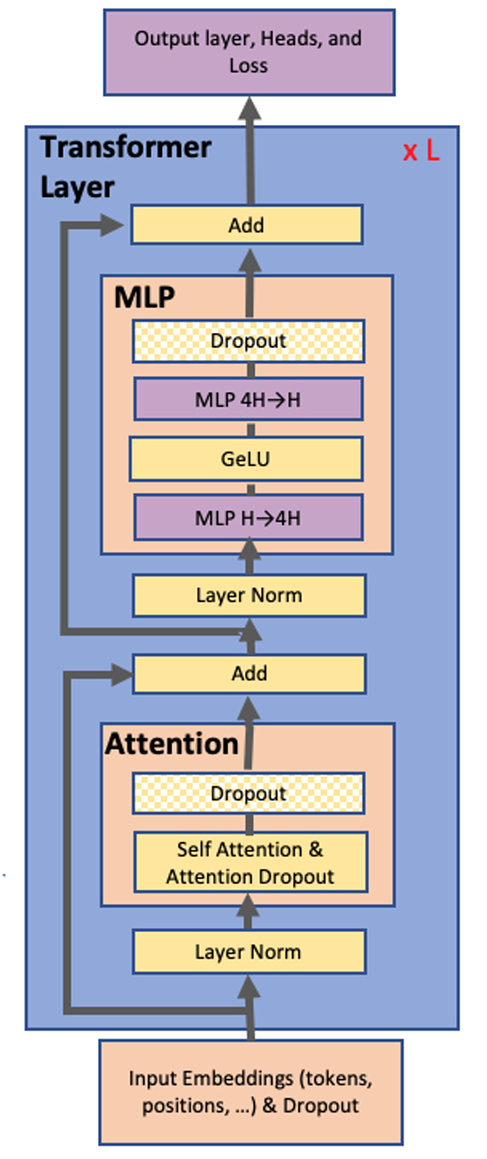 Output layer, Heads, and
Loss
Transformer
Layer
x L
Add
MLP
Dropout
MLP 4H→H
GeLU
MLP H→4H
Layer Norm
Add
Attention
Dropout
Self Attention &
Attention Dropout
Layer Norm
Input Embeddings (tokens,
positions, ...) & Dropout